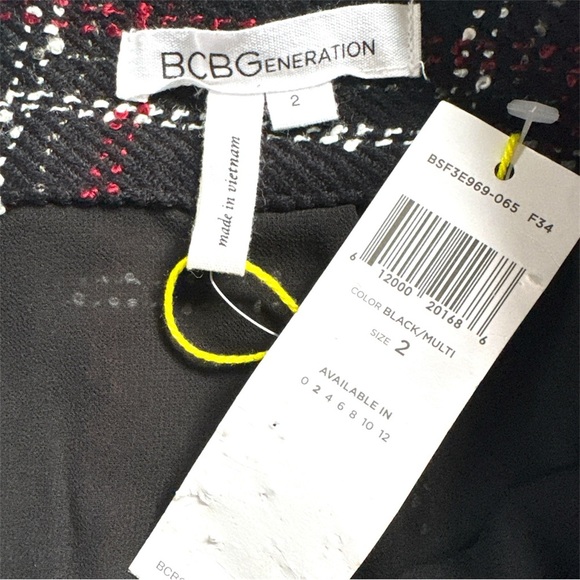 BCBGENERATION
2
made in vietnam
BSF3E969-065 F34
6 12000 20168 6
COLOR BLACK/MULTI
SIZE 2
AVAILABLE IN
0 2 4 6 8 10 12
BCBG